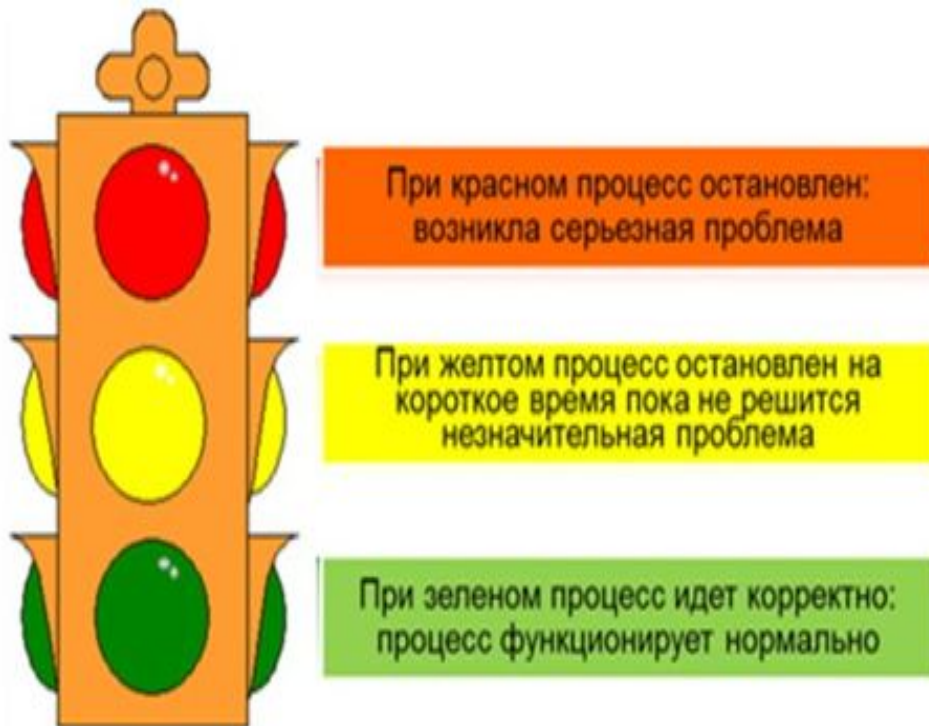 При красном процесс остановлен:
возникла серьезная проблема
При желтом процесс остановлен на
короткое время пока не решится
незначительная проблема
При зеленом процесс идет корректно:
процесс функционирует нормально